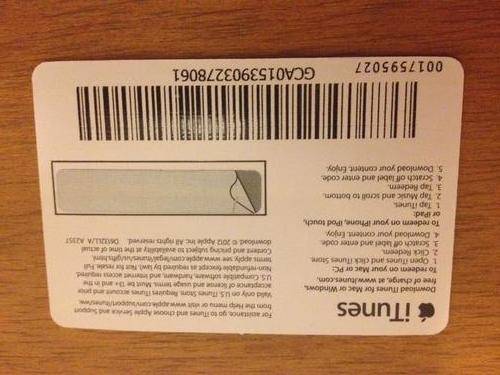 iTunes
Download iTunes for Mac or Windows,
free of charge, at www.itunes.com.
To redeem on your Mac or PC:
1. Open iTunes and click iTunes Store.
2. Click Redeem.
3. Scratch off label and enter code.
4. Download your content. Enjoy.
To redeem on your iPhone, iPod touch,
or iPad:
1. Tap iTunes.
2. Tap Music and scroll to bottom.
3. Tap Redeem.
4. Scratch off label and enter code.
5. Download your content. Enjoy.
For assistance, go to iTunes and choose Apple Service and Support
from the Help menu or visit www.apple.com/support/itunes/ww/.
Valid only on U.S. iTunes Store. Requires iTunes account and prior
acceptance of license and usage terms. Must be 13+ and in the
U.S. Compatible software, hardware, and internet access required.
Non-refundable (except as required by law). Not for resale. Full
terms apply; see
Content and pricing subject to availability at the time of actual
download. © 2012 Apple Inc. All rights reserved.
0017595027
GCA0153903278061